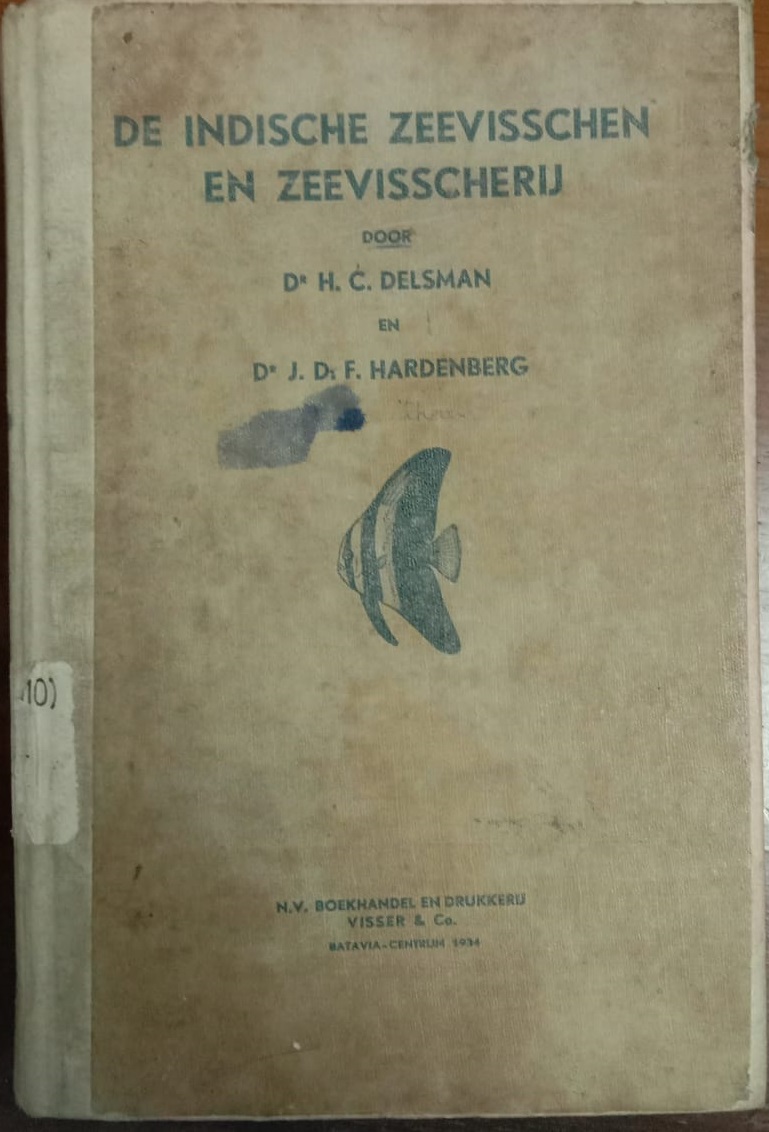 DE INDISCHE ZEEVISSCHEN
EN ZEEVISSCHERIJ
DOOR
Dr H. C. DELSMAN
EN
Dr J. D. F. HARDENBERG
10)
N.V. BOEKHANDEL EN DRUKKERIJ
VISSER & Co.
BATAVIA-CENTRUM 1934